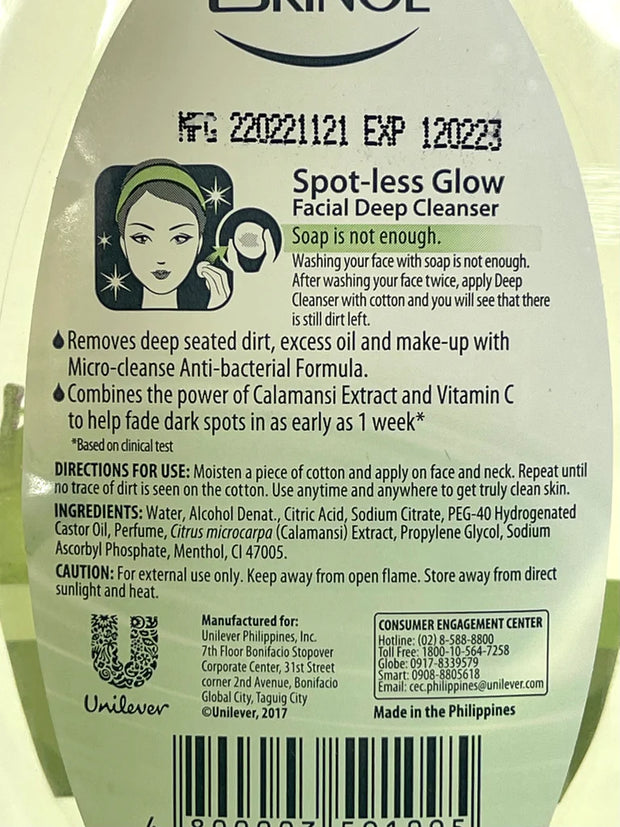 MFG 220221121 EXP 120223
Spot-less Glow
Facial Deep Cleanser
Soap is not enough.
Washing your face with soap is not enough.
After washing your face twice, apply Deep
Cleanser with cotton and you will see that there
is still dirt left.
Removes deep seated dirt, excess oil and make-up with
Micro-cleanse Anti-bacterial Formula.
Combines the power of Calamansi Extract and Vitamin C
to help fade dark spots in as early as 1 week*
*Based on clinical test
DIRECTIONS FOR USE: Moisten a piece of cotton and apply on face and neck. Repeat until
no trace of dirt is seen on the cotton. Use anytime and anywhere to get truly clean skin.
INGREDIENTS: Water, Alcohol Denat., Citric Acid, Sodium Citrate, PEG-40 Hydrogenated
Castor Oil, Perfume, Citrus microcarpa (Calamansi) Extract, Propylene Glycol, Sodium
Ascorbyl Phosphate, Menthol, CI 47005.
CAUTION: For external use only. Keep away from open flame. Store away from direct
sunlight and heat.
Unilever
Manufactured for:
Unilever Philippines, Inc.
7th Floor Bonifacio Stopover
Corporate Center, 31st Street
corner 2nd Avenue, Bonifacio
Global City, Taguig City
©Unilever, 2017
CONSUMER ENGAGEMENT CENTER
Hotline: (02) 8-588-8800
Toll Free: 1800-10-564-7258
Globe: 0917-8339579
Smart: 0908-8805618
Email: cec.philippines@unilever.com
Made in the Philippines